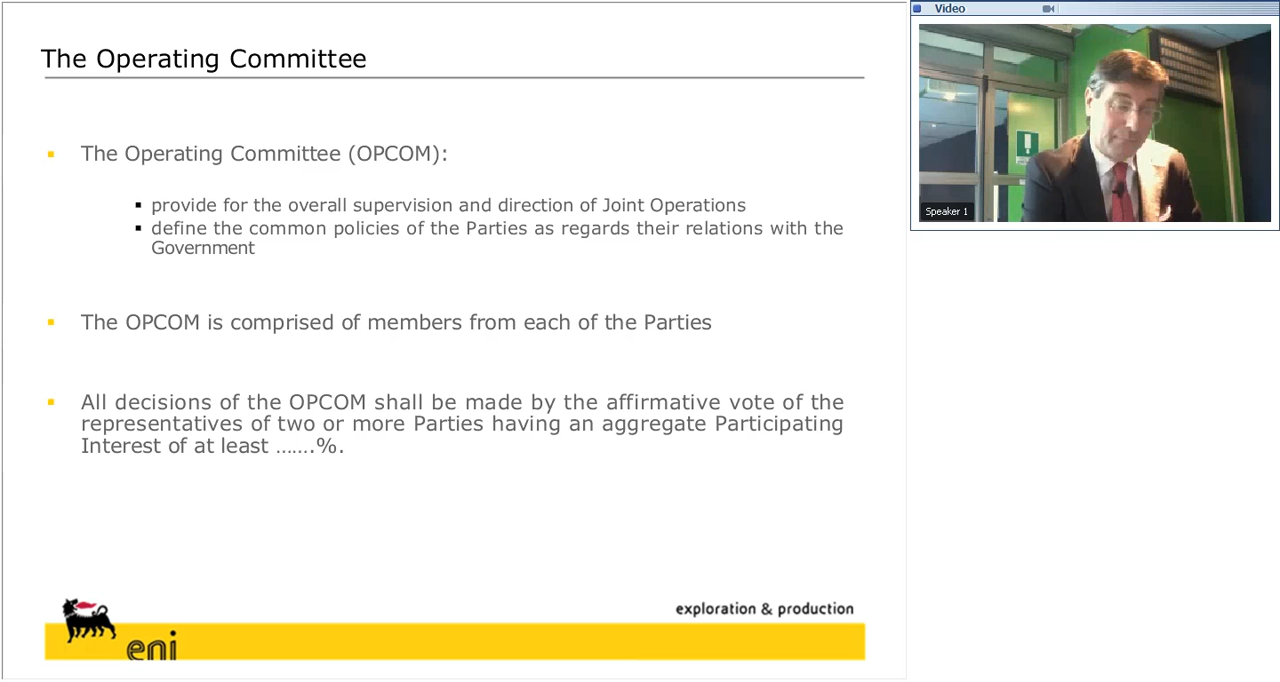 The Operating Committee
The Operating Committee (OPCOM):
provide for the overall supervision and direction of Joint Operations
define the common policies of the Parties as regards their relations with the
Government
The OPCOM is comprised of members from each of the Parties
All decisions of the OPCOM shall be made by the affirmative vote of the
representatives of two or more Parties having an aggregate Participating
Interest of at least …….%.
exploration & production
eni
Video
Speaker 1